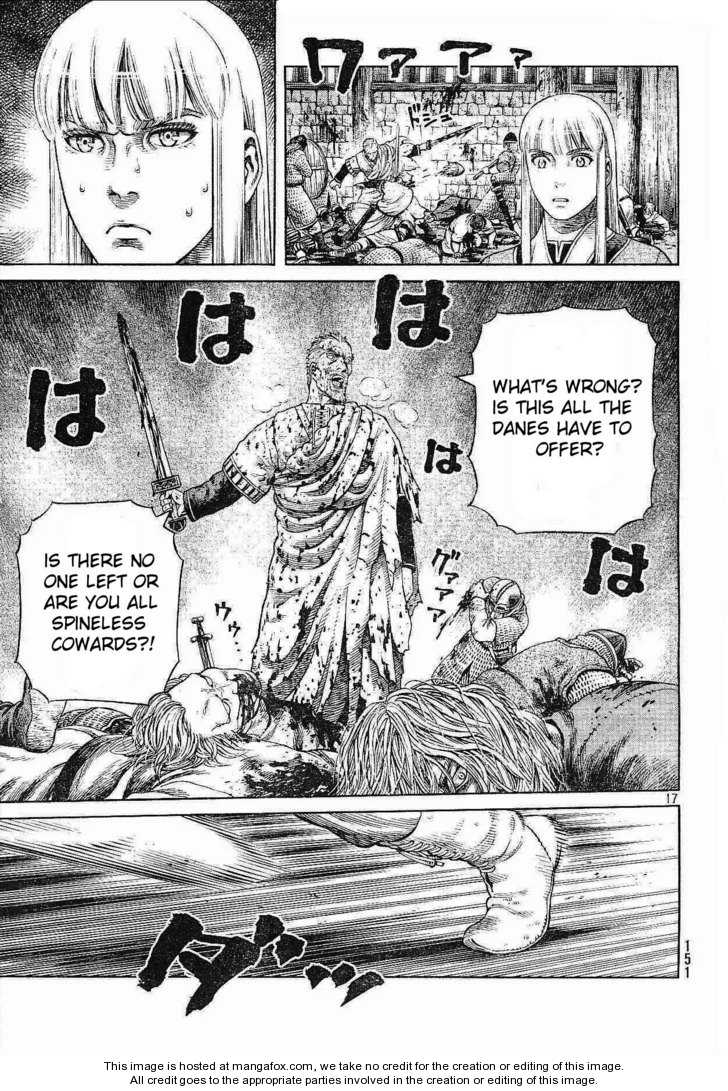 ワァアァ
ドシュ
はははは
は
WHAT'S WRONG?
IS THIS ALL THE
DANES HAVE TO
OFFER?
IS THERE NO
ONE LEFT OR
ARE YOU ALL
SPINELESS
COWARDS?!
グァァァ
ウゥ…
17
ダッ
151
This image is hosted at mangafox.com, we take no credit for the creation or editing of this image.
All credit goes to the appropriate parties involved in the creation or editing of this image.